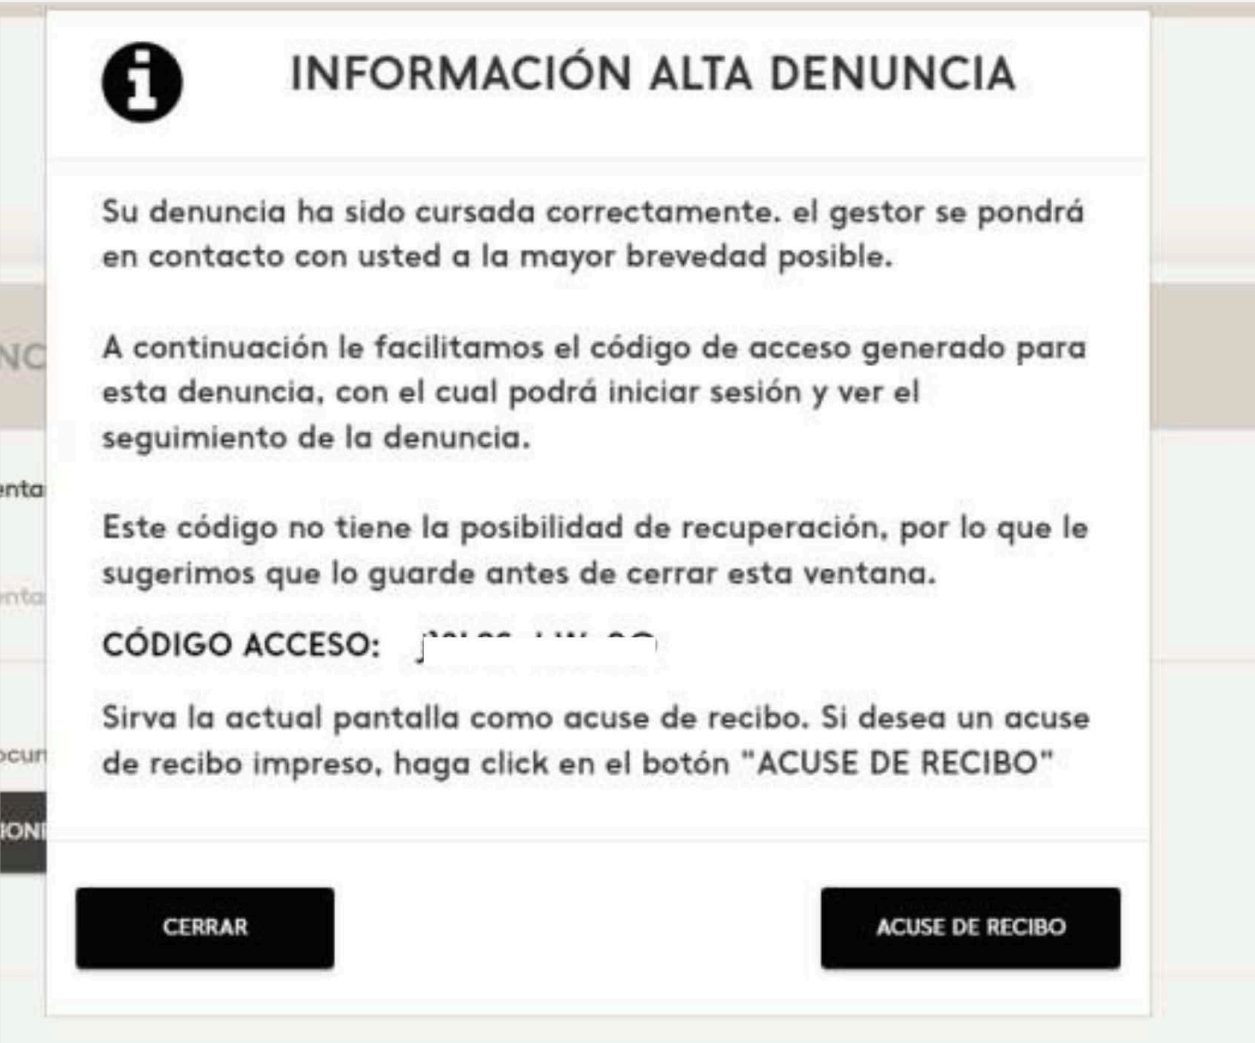 INFORMACIÓN ALTA DENUNCIA
Su denuncia ha sido cursada correctamente. el gestor se pondrá
en contacto con usted a la mayor brevedad posible.
A continuación le facilitamos el código de acceso generado para
esta denuncia, con el cual podrá iniciar sesión y ver el
seguimiento de la denuncia.
Este código no tiene la posibilidad de recuperación, por lo que le
sugerimos que lo guarde antes de cerrar esta ventana.
CÓDIGO ACCESO:
Sirva la actual pantalla como acuse de recibo. Si desea un acuse
de recibo impreso, haga click en el botón "ACUSE DE RECIBO"
CERRAR
ACUSE DE RECIBO